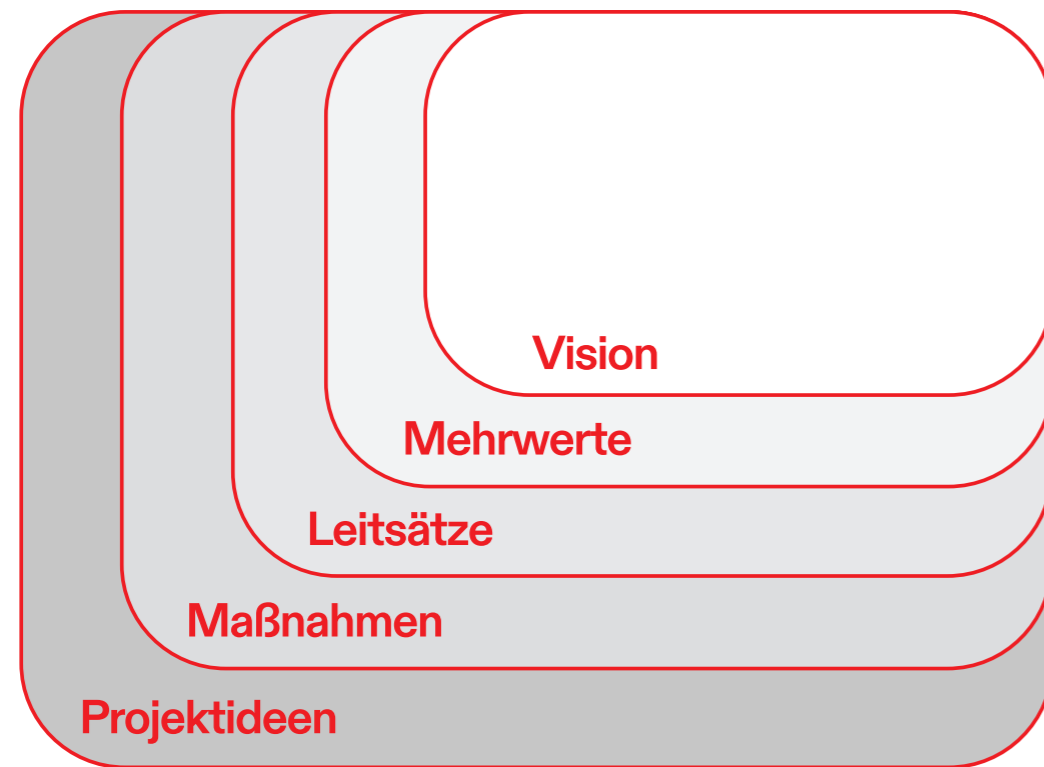 Vision
Mehrwerte
Leitsätze
Maßnahmen
Projektideen